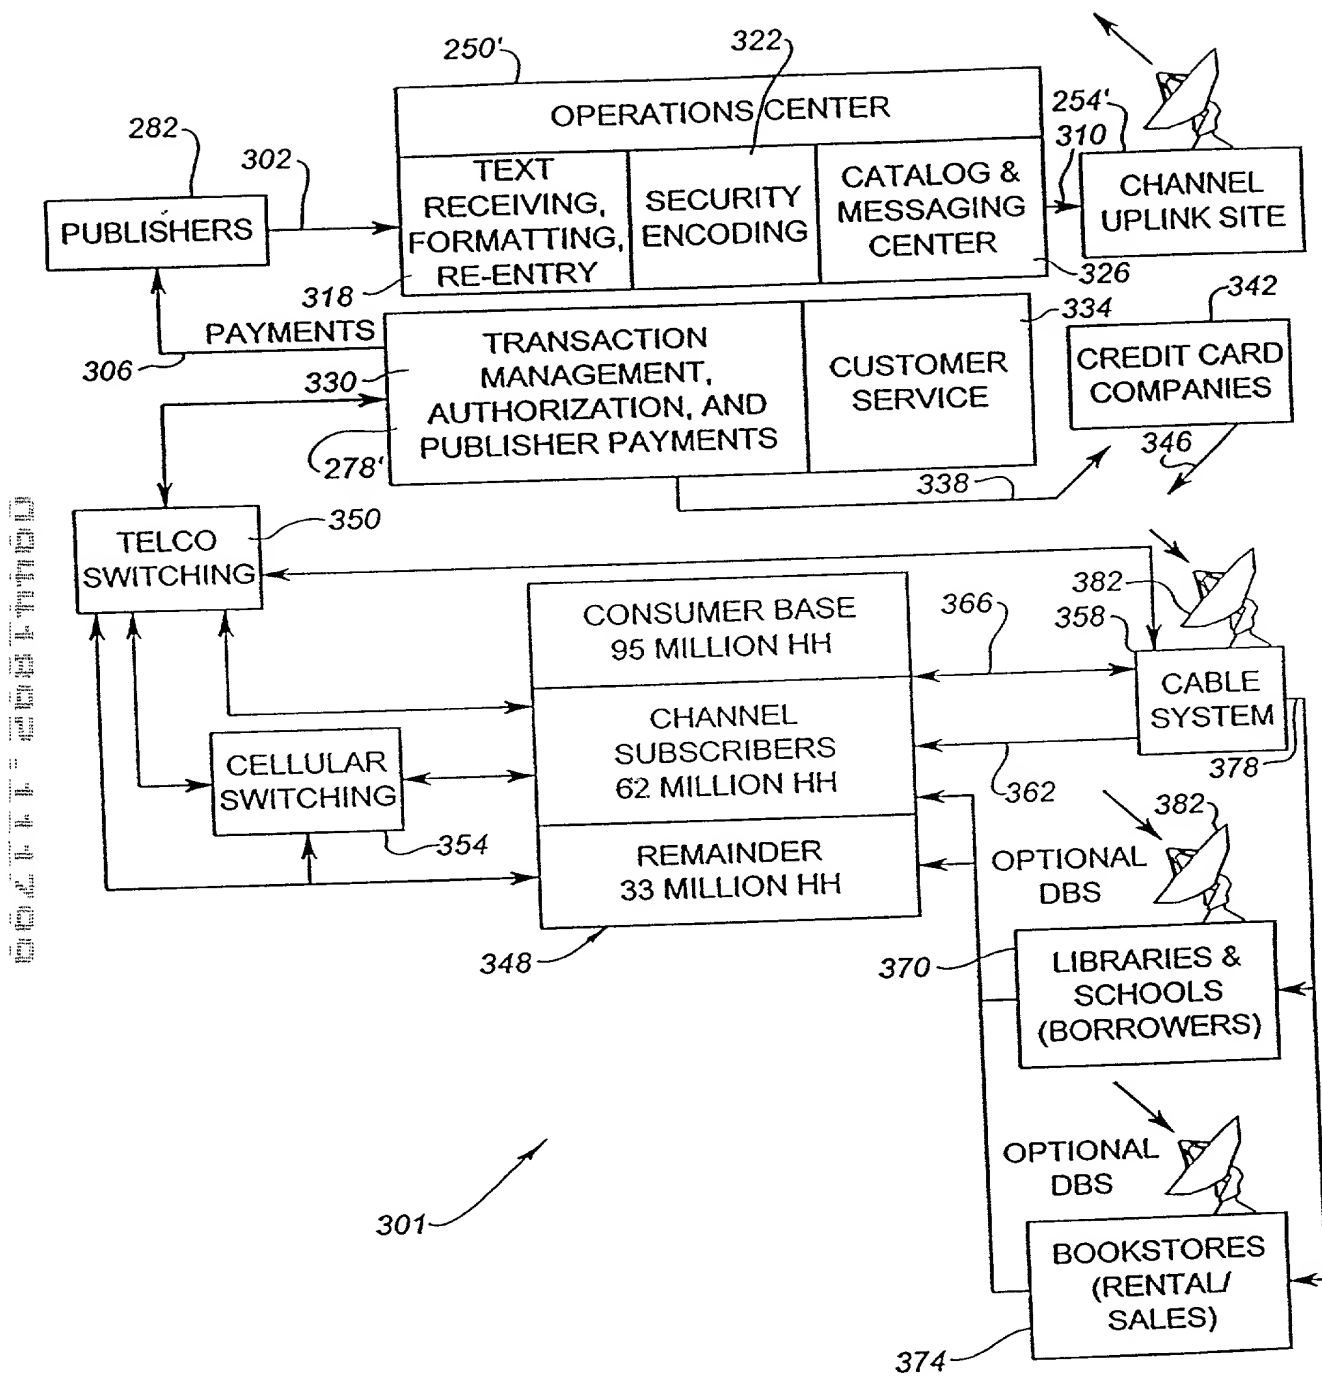 322
250'
OPERATIONS CENTER
254'
310
282
302
TEXT
RECEIVING,
FORMATTING,
RE-ENTRY
SECURITY
ENCODING
CATALOG &
MESSAGING
CENTER
CHANNEL
UPLINK SITE
PUBLISHERS
318
326
334
342
PAYMENTS
306
330
TRANSACTION
MANAGEMENT,
AUTHORIZATION, AND
PUBLISHER PAYMENTS
CUSTOMER
SERVICE
CREDIT CARD
COMPANIES
278'
338
346
350
TELCO
SWITCHING
CONSUMER BASE
95 MILLION HH
366
382
358
CABLE
SYSTEM
CHANNEL
SUBSCRIBERS
62 MILLION HH
CELLULAR
SWITCHING
362
378
354
382
REMAINDER
33 MILLION HH
OPTIONAL
DBS
348
370
LIBRARIES &
SCHOOLS
(BORROWERS)
OPTIONAL
DBS
301
BOOKSTORES
(RENTAL/
SALES)
374